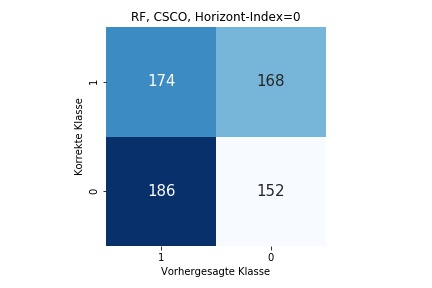 RF, CSCO, Horizont-Index=0
Korrekte Klasse
1
174
168
0
186
152
1
0
Vorhergesagte Klasse